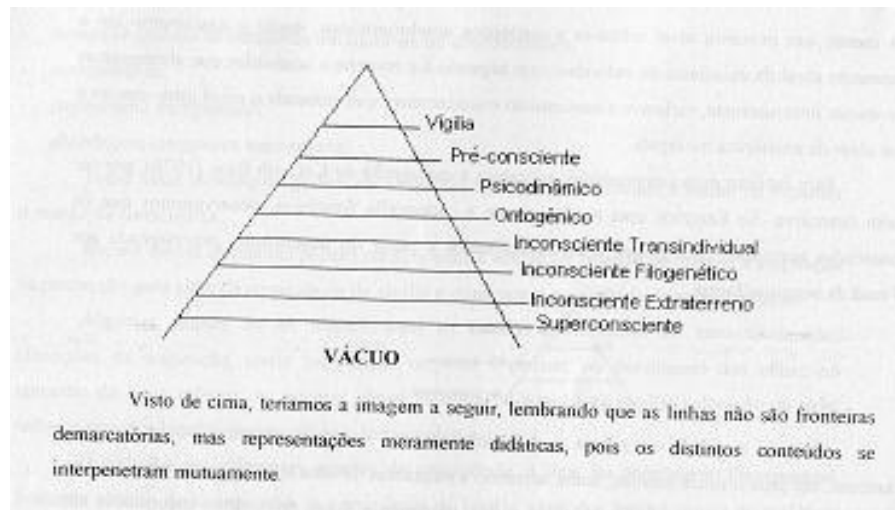 Vigília
Pré-consciente
Psicodinâmico
Ontogênico
Inconsciente Transindividual
Inconsciente Filogenético
Inconsciente Extraterreno
Superconsciente
VÁCUO
Visto de cima, teríamos a imagem a seguir, lembrando que as linhas não são fronteiras
demarcatórias, mas representações meramente didáticas, pois os distintos conteúdos se
interpenetram mutuamente.